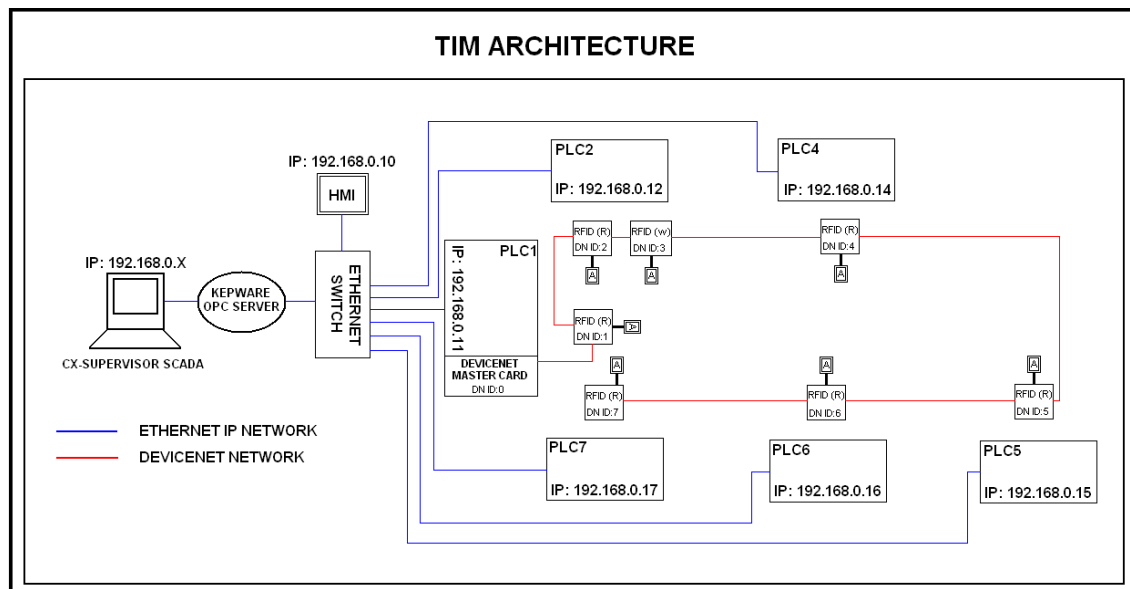 TIM ARCHITECTURE
IP: 192.168.0.10
HMI
IP: 192.168.0.X
KEPWARE
OPC SERVER
CX-SUPERVISOR SCADA
ETHERNET
SWITCH
PLC1
IP: 192.168.0.11
DEVICENET
MASTER CARD
DN ID:0
PLC2
IP: 192.168.0.12
PLC4
IP: 192.168.0.14
RFID (R)
DN ID:2
A
RFID (w)
DN ID:3
A
RFID (R)
DN ID:4
A
RFID (R)
DN ID:1
A
A
RFID (R)
DN ID:7
A
RFID (R)
DN ID:6
A
RFID (R)
DN ID:5
PLC7
IP: 192.168.0.17
PLC6
IP: 192.168.0.16
PLC5
IP: 192.168.0.15
ETHERNET IP NETWORK
DEVICENET NETWORK